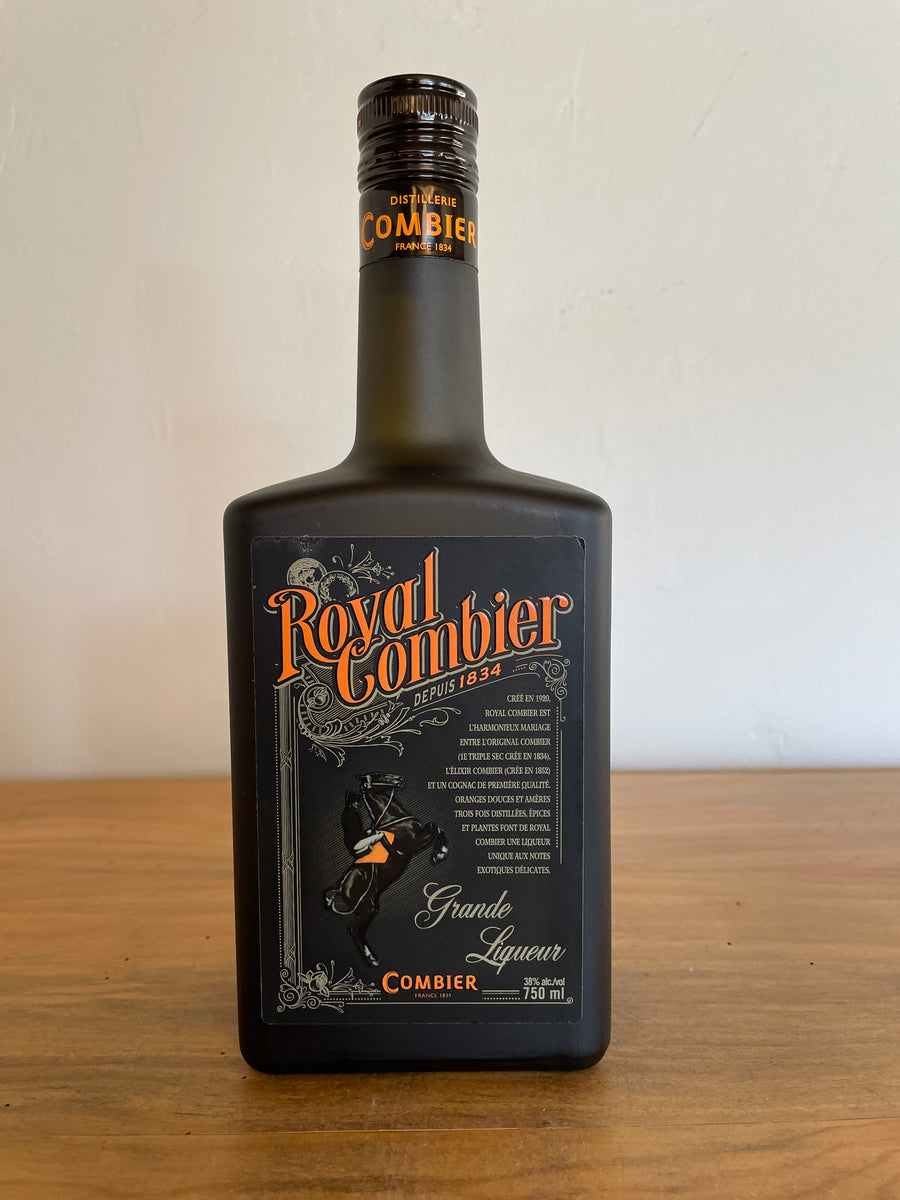 DISTILLERIE
COMBIER
FRANCE 1834
Royal
Combier
DEPUIS 1834
CRÉÉ EN 1920,
ROYAL COMBIER EST
L'HARMONIEUX MARIAGE
ENTRE L'ORIGINAL COMBIER
(1E TRIPLE SEC CRÉE EN 1834),
L'ÉLIXIR COMBIER (CRÉE EN 1852)
ET UN COGNAC DE PREMIÈRE QUALITÉ.
ORANGES DOUCES ET AMÈRES
TROIS FOIS DISTILLÉES, ÉPICES
ET PLANTES FONT DE ROYAL
COMBIER UNE LIQUEUR
UNIQUE AUX NOTES
EXOTIQUES DÉLICATES.
Grande
Liqueur
COMBIER
FRANCE 1834
38% alc./vol
750 ml